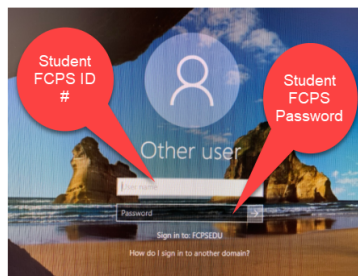 Student
FCPS ID
#
Student
FCPS
Password
Other user
User name
Password
Sign in to: FCPSEDU
How do I sign in to another domain?